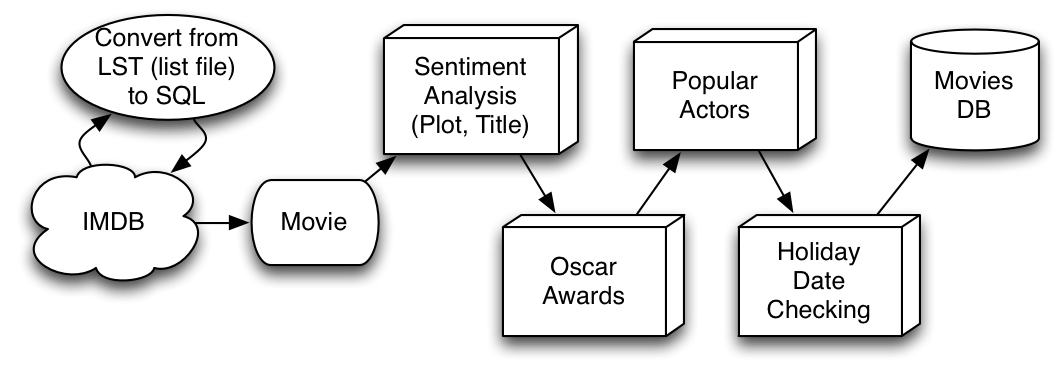 Convert from
LST (list file)
to SQL
IMDB
Movie
Sentiment
Analysis
(Plot, Title)
Oscar
Awards
Popular
Actors
Holiday
Date
Checking
Movies
DB